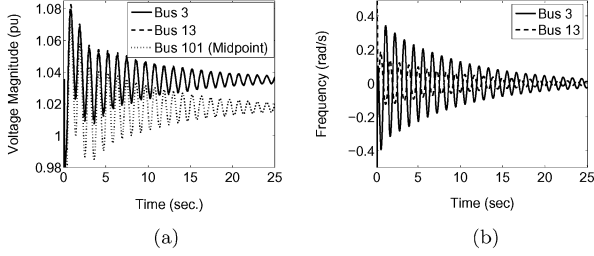 1.08
1.06
1.04
1.02
1
0.98
Voltage Magnitude (pu)
Bus 3
Bus 13
Bus 101 (Midpoint)
0 5 10 15 20 25
Time (sec.)
(a)
0.4
0.2
0
-0.2
-0.4
Frequency (rad/s)
Bus 3
Bus 13
0 5 10 15 20 25
Time (sec)
(b)